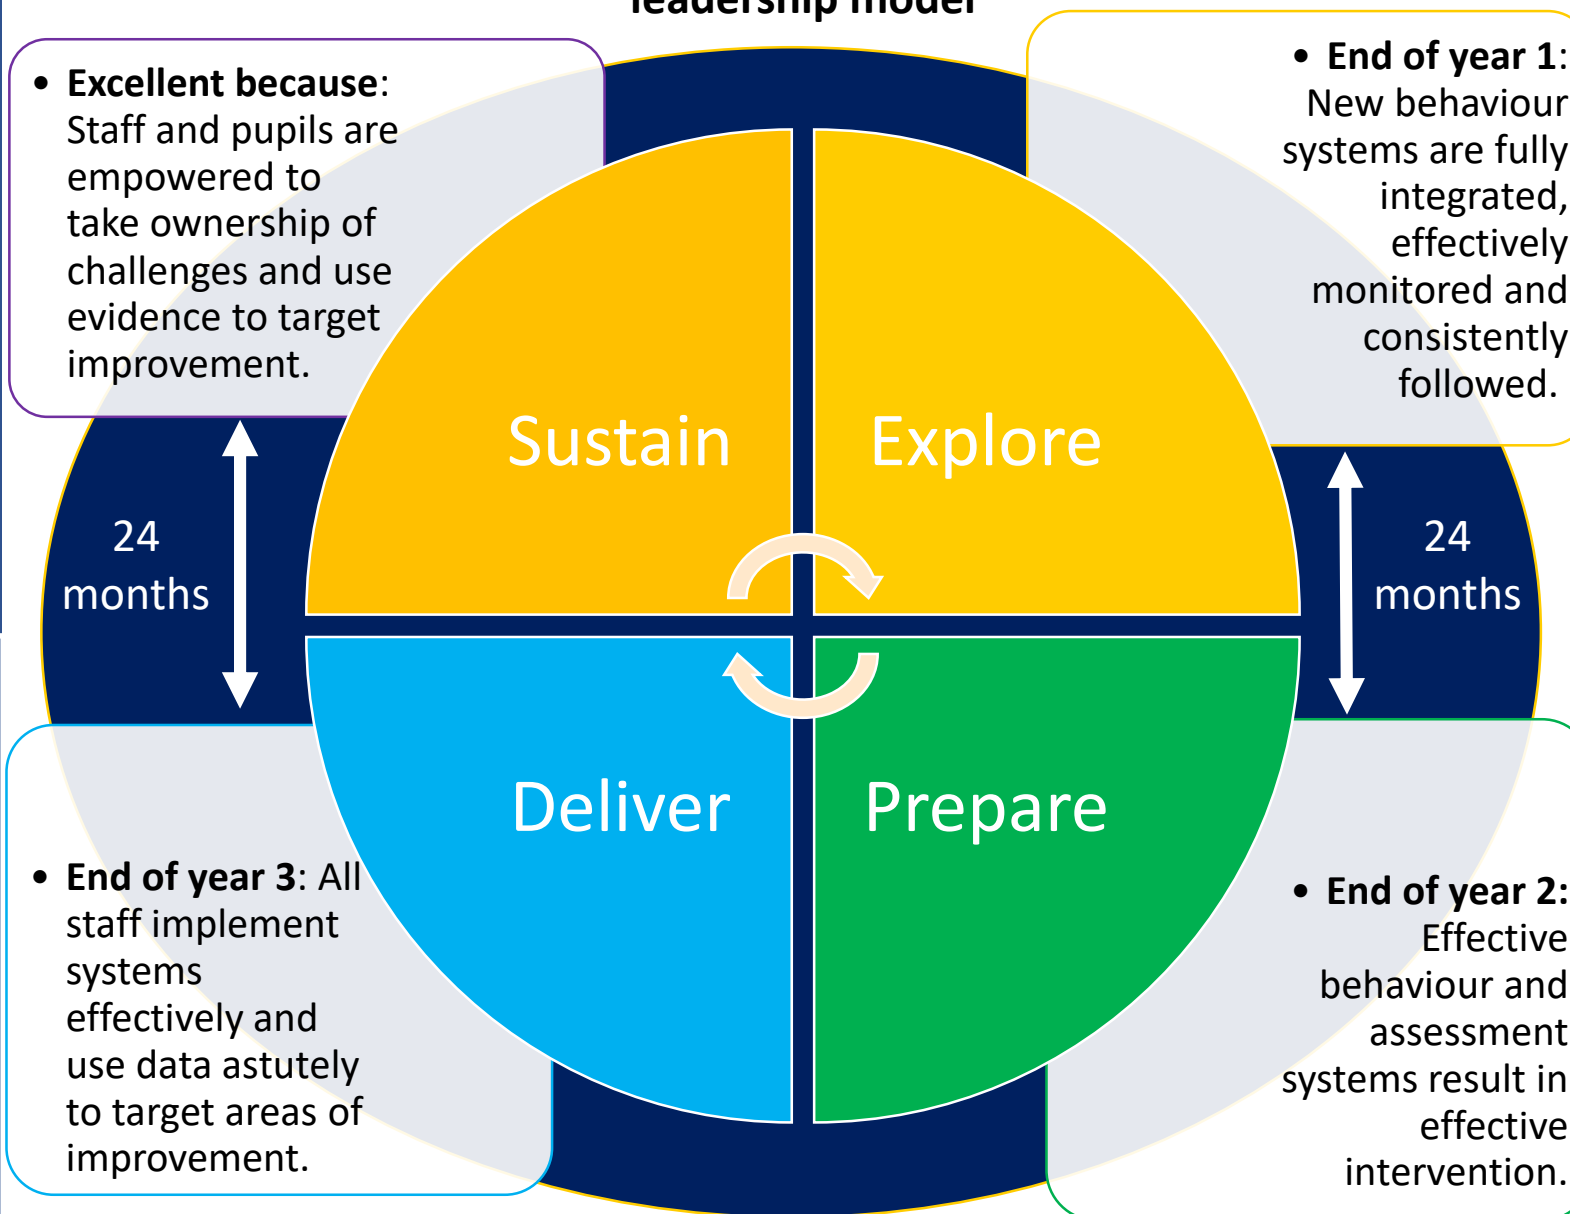 leadership model
• Excellent because:
Staff and pupils are
empowered to
take ownership of
challenges and use
evidence to target
improvement.
• End of year 1:
New behaviour
systems are fully
integrated,
effectively
monitored and
consistently
followed.
Sustain
Explore
24
months
24
months
Deliver
Prepare
• End of year 3: All
staff implement
systems
effectively and
use data astutely
to target areas of
improvement.
• End of year 2:
Effective
behaviour and
assessment
systems result in
effective
intervention.